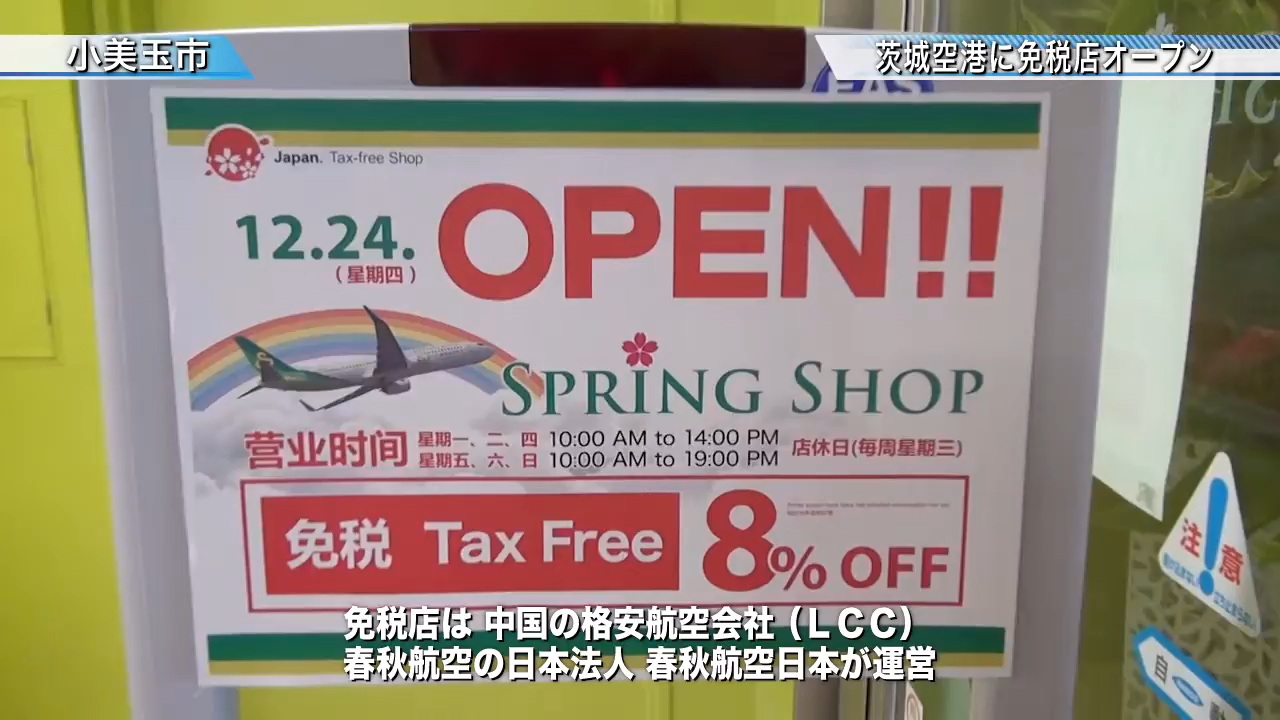 小美玉市
茨城空港に免税店オープン
EAS
Japan. Tax-free Shop
12.24.
(星期四)
OPEN!!
SPRING SHOP
营业时间
星期一、二、四 10:00 AM to 14:00 PM
星期五、六、日 10:00 AM to 19:00 PM
店休日(每周星期三)
免税 Tax Free
8% OFF
注意
自動
免税店は 中国の格安航空会社（ＬＣＣ）
春秋航空の日本法人 春秋航空日本が運営